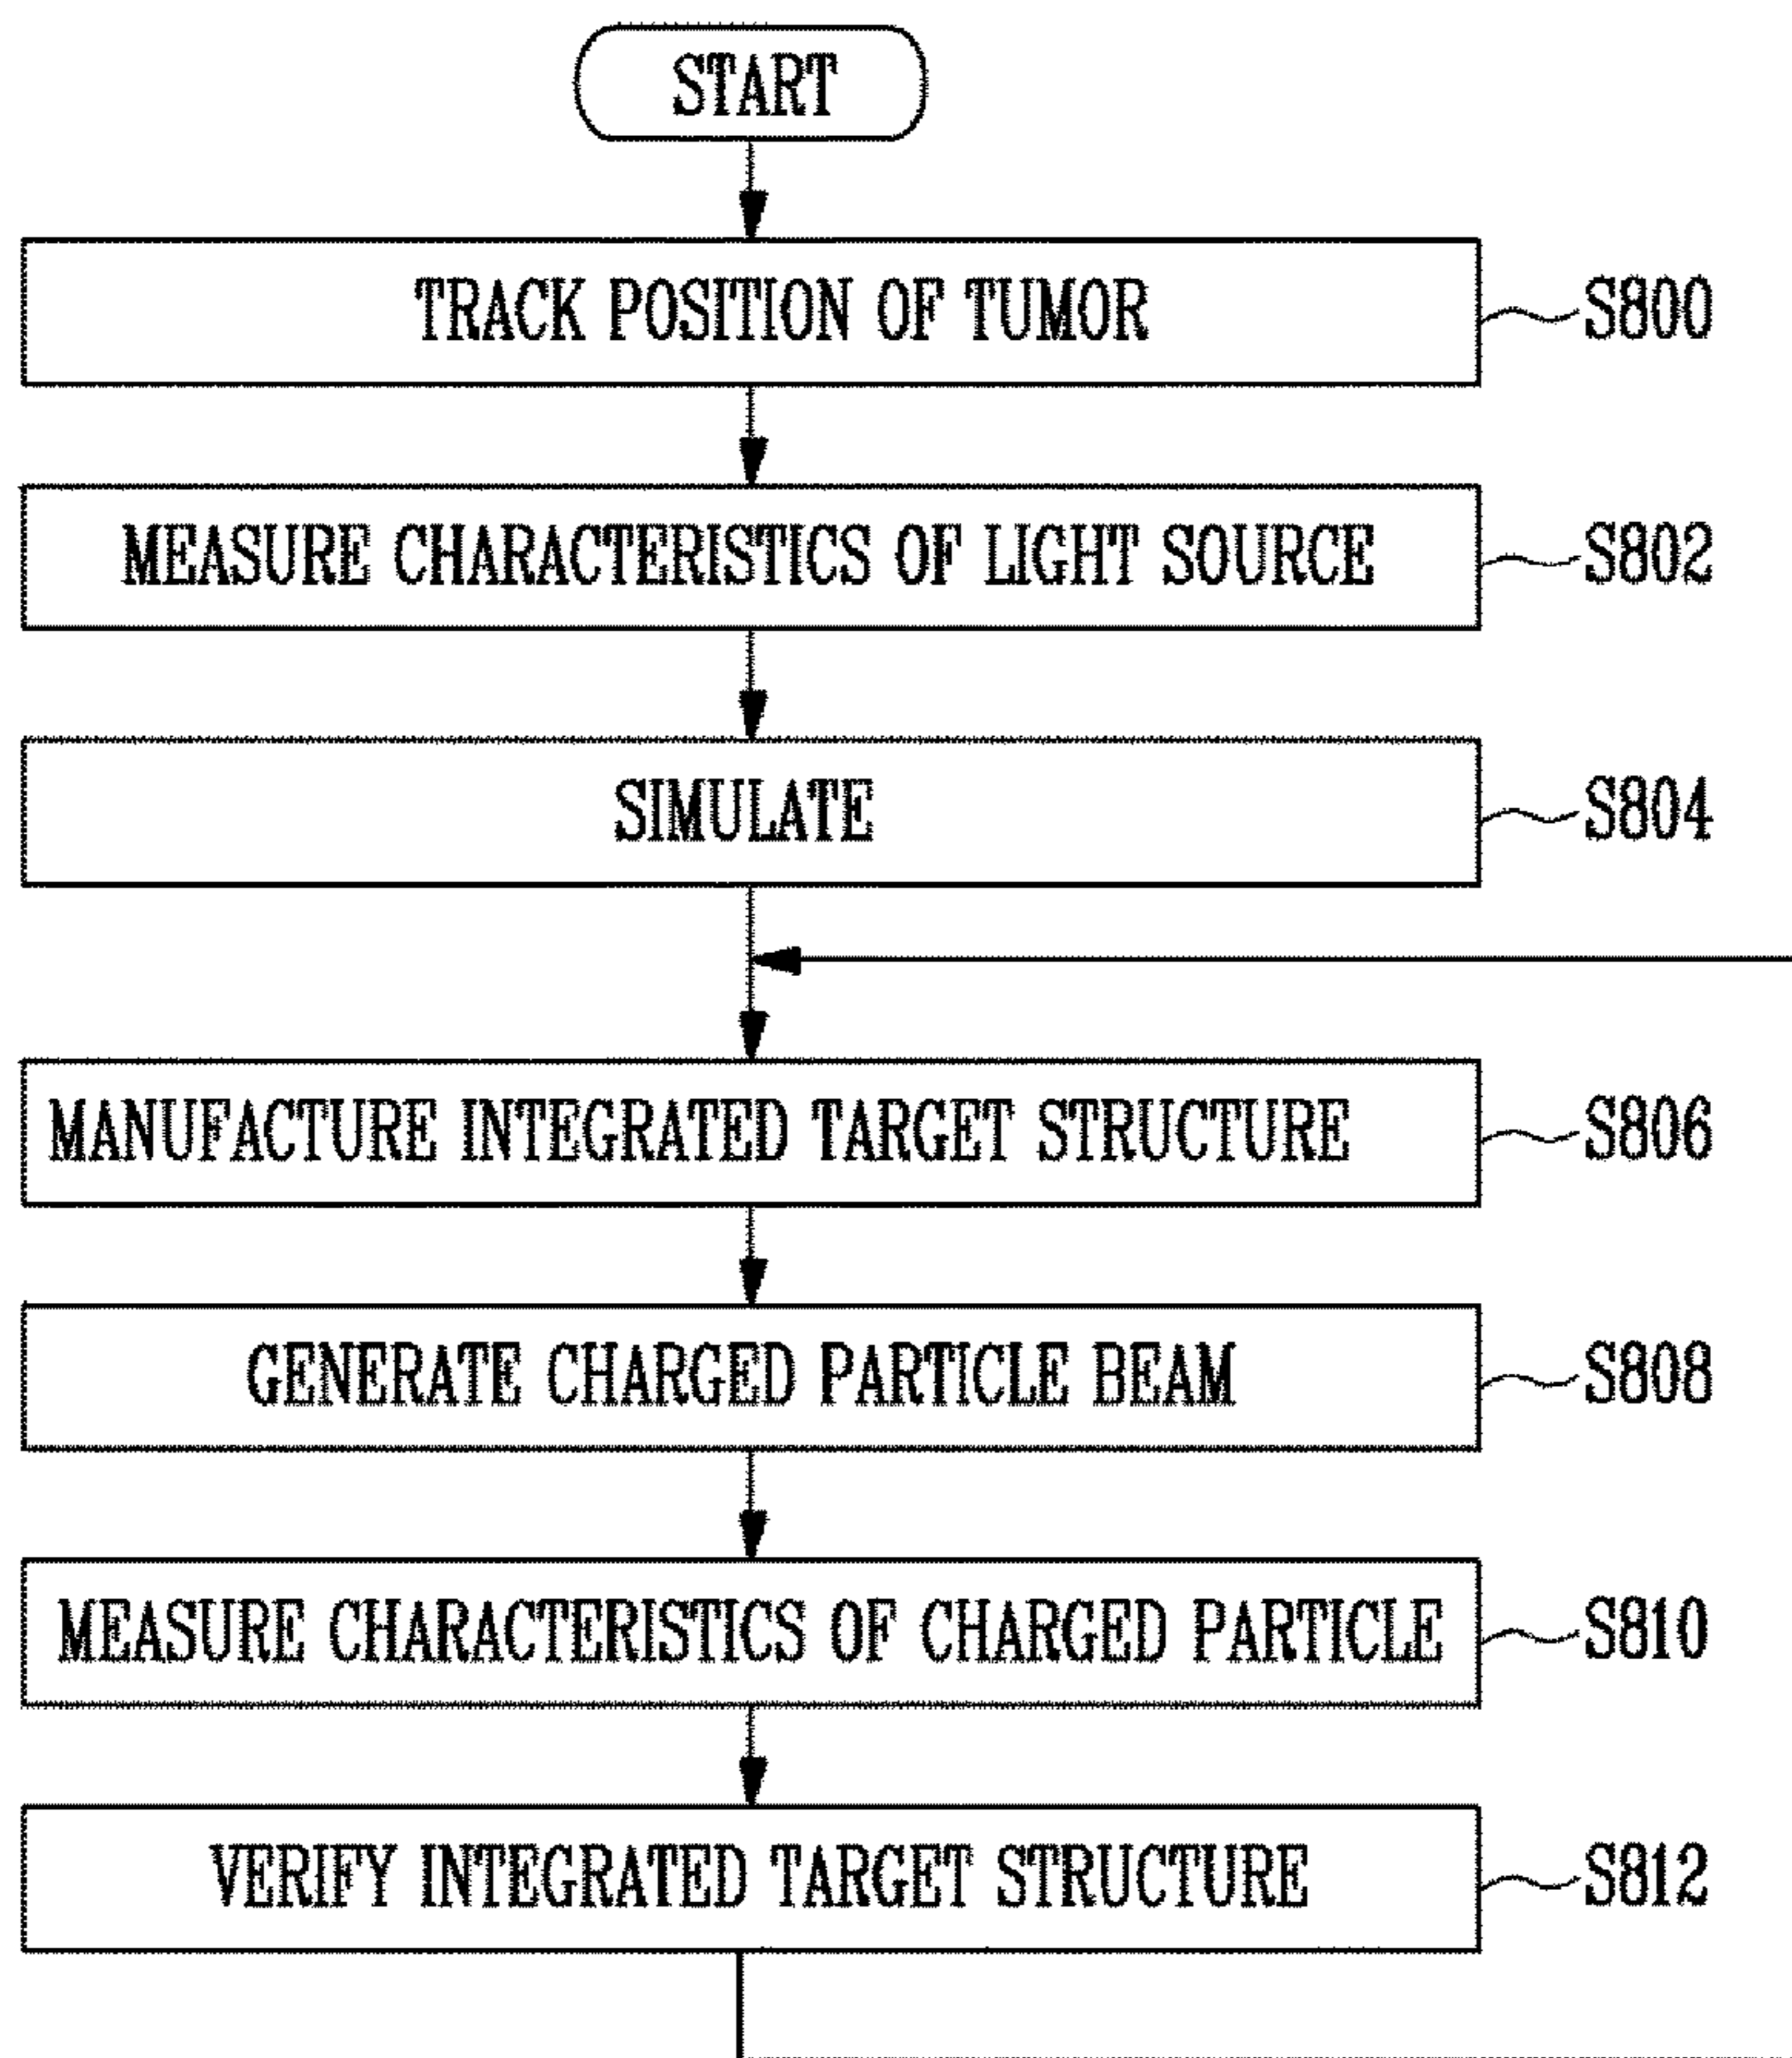 START
TRACK POSITION OF TUMOR
S800
MEASURE CHARACTERISTICS OF LIGHT SOURCE
S802
SIMULATE
S804
MANUFACTURE INTEGRATED TARGET STRUCTURE
S806
GENERATE CHARGED PARTICLE BEAM
S808
MEASURE CHARACTERISTICS OF CHARGED PARTICLE
S810
VERIFY INTEGRATED TARGET STRUCTURE
S812